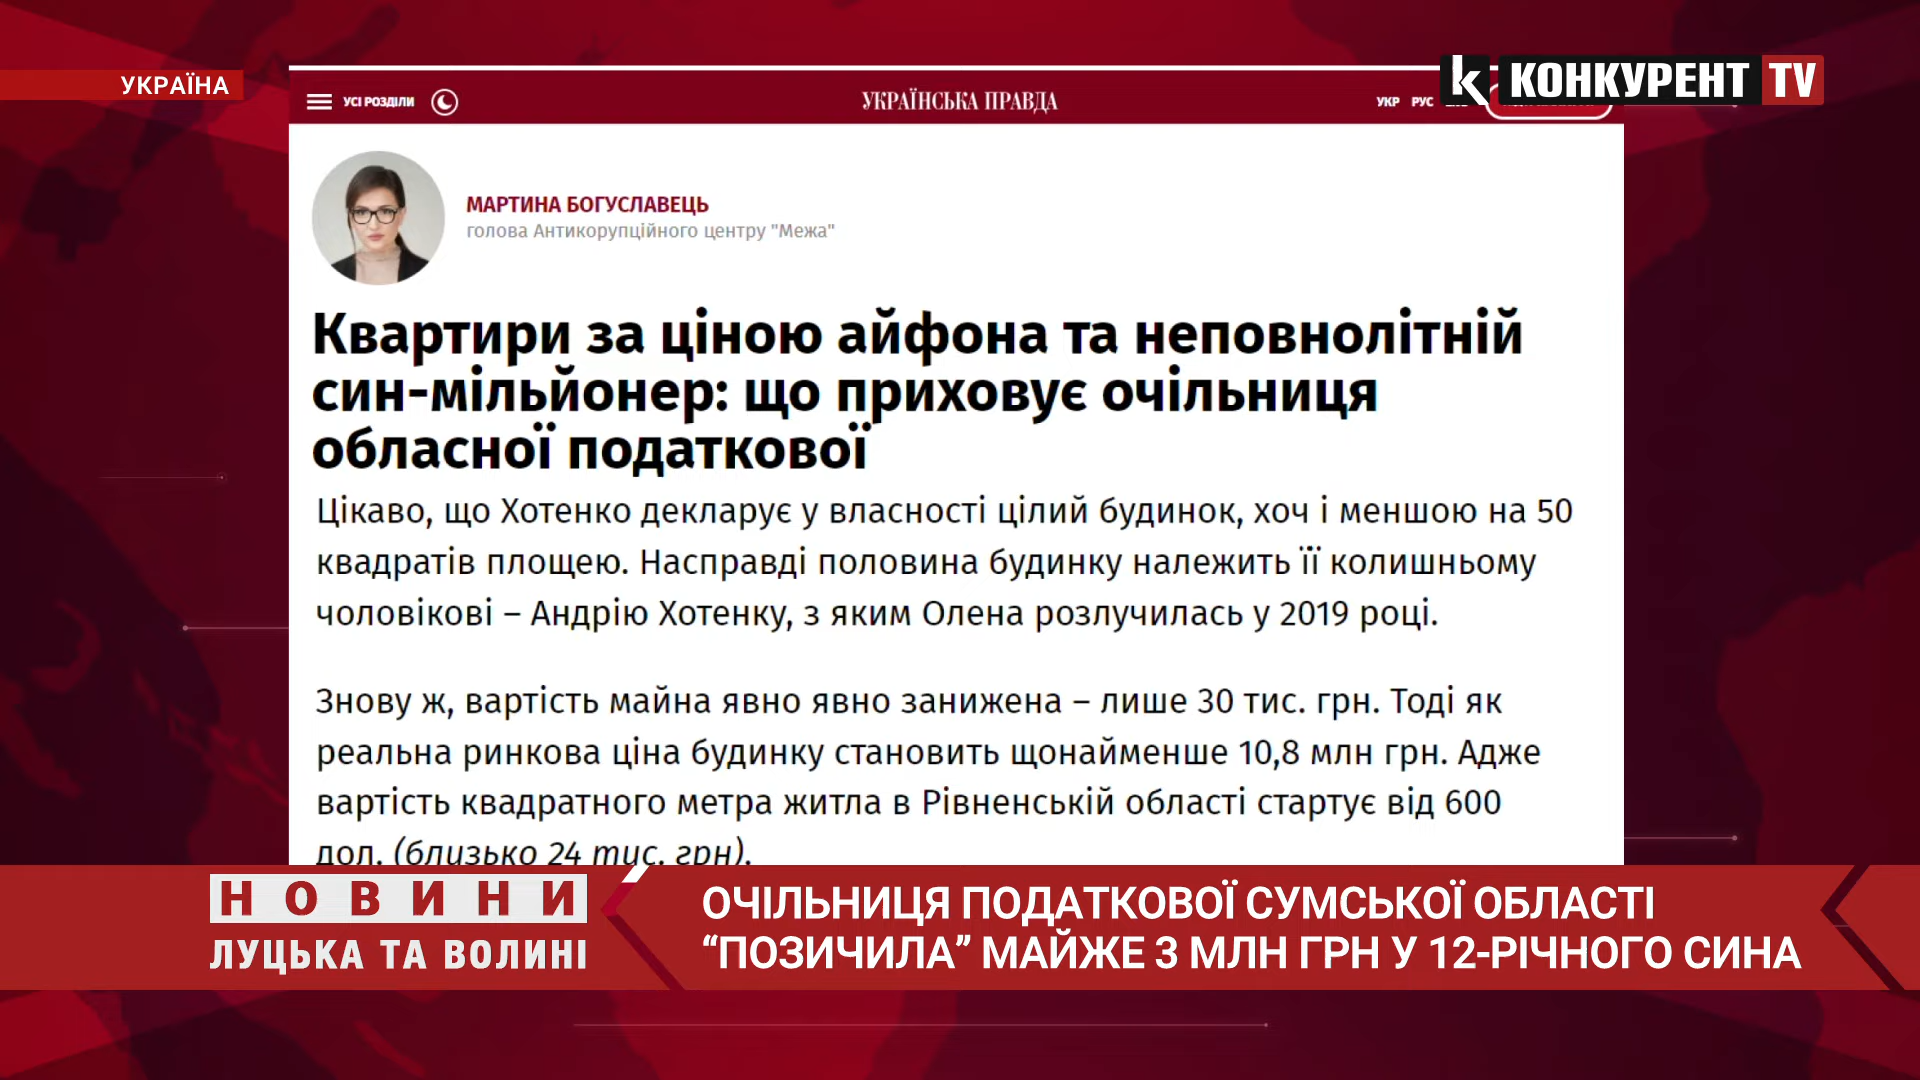 УКРАЇНА
КОНКУРЕНТ TV
УСІ РОЗДІЛИ
УКРАЇНСЬКА ПРАВДА
УКР РУС
МАРТИНА БОГУСЛАВЕЦЬ
голова Антикорупційного центру "Межа"
Квартири за ціною айфона та неповнолітній
син-мільйонер: що приховує очільниця
обласної податкової
Цікаво, що Хотенко декларує у власності цілий будинок, хоч і меншою на 50
квадратів площею. Насправді половина будинку належить її колишньому
чоловікові – Андрію Хотенку, з яким Олена розлучилась у 2019 році.
Знову ж, вартість майна явно явно занижена – лише 30 тис. грн. Тоді як
реальна ринкова ціна будинку становить щонайменше 10,8 млн грн. Адже
вартість квадратного метра житла в Рівненській області стартує від 600
дол. (близько 24 тис. грн).
НОВИНИ
ЛУЦЬКА ТА ВОЛИНІ
ОЧІЛЬНИЦЯ ПОДАТКОВОЇ СУМСЬКОЇ ОБЛАСТІ
“ПОЗИЧИЛА” МАЙЖЕ 3 МЛН ГРН У 12-РІЧНОГО СИНА